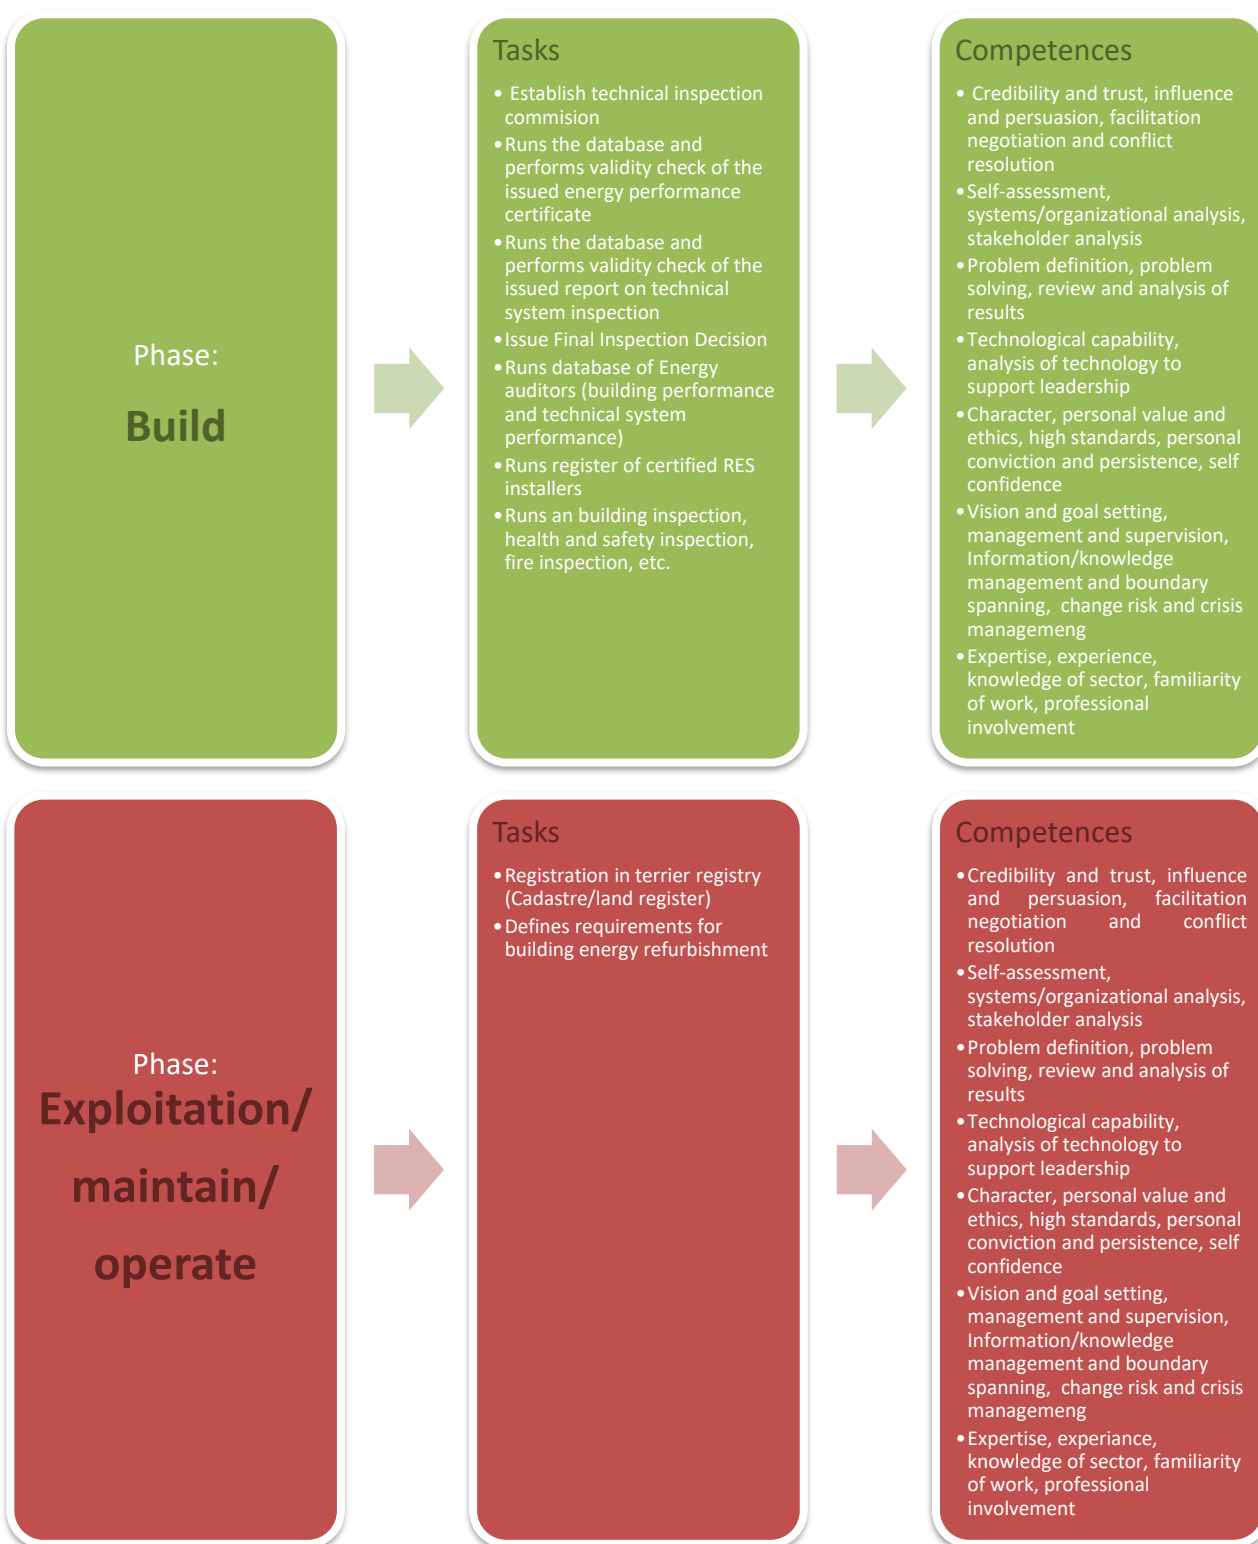 Phase:
Build
Tasks
• Establish technical inspection
commision
•Runs the database and
performs validity check of the
issued energy performance
certificate
•Runs the database and
performs validity check of the
issued report on technical
system inspection
•Issue Final Inspection Decision
•Runs database of Energy
auditors (building performance
and technical system
performance)
•Runs register of certified RES
installers
•Runs an building inspection,
health and safety inspection,
fire inspection, etc.
Competences
• Credibility and trust, influence
and persuasion, facilitation
negotiation and conflict
resolution
•Self-assessment,
systems/organizational analysis,
stakeholder analysis
•Problem definition, problem
solving, review and analysis of
results
•Technological capability,
analysis of technology to
support leadership
•Character, personal value and
ethics, high standards, personal
conviction and persistence, self
confidence
•Vision and goal setting,
management and supervision,
Information/knowledge
management and boundary
spanning, change risk and crisis
managemeng
•Expertise, experience,
knowledge of sector, familiarity
of work, professional
involvement
Phase:
Exploitation/
maintain/
operate
Tasks
•Registration in terrier registry
(Cadastre/land register)
•Defines requirements for
building energy refurbishment
Competences
•Credibility and trust, influence
and persuasion, facilitation
negotiation and conflict
resolution
•Self-assessment,
systems/organizational analysis,
stakeholder analysis
•Problem definition, problem
solving, review and analysis of
results
•Technological capability,
analysis of technology to
support leadership
•Character, personal value and
ethics, high standards, personal
conviction and persistence, self
confidence
•Vision and goal setting,
management and supervision,
Information/knowledge
management and boundary
spanning, change risk and crisis
managemeng
•Expertise, experiance,
knowledge of sector, familiarity
of work, professional
involvement